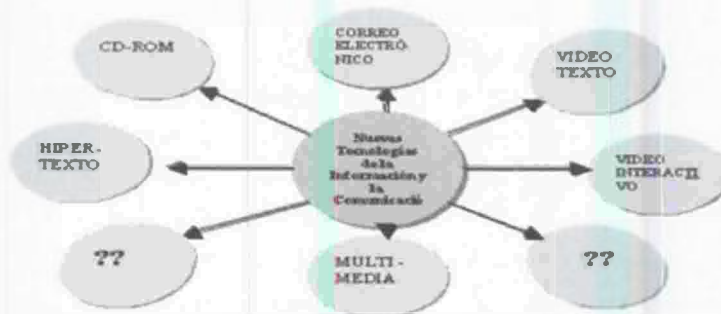 CD-ROM
CORREO
ELECTRÓ-
NICO
VIDEO
TEXTO
HIPER-
TEXTO
Nuevas
Tecnologías
de la
Información y
la
Comunicació
VIDEO
INTERACTI
VO
??
MULTI-
MEDIA
??